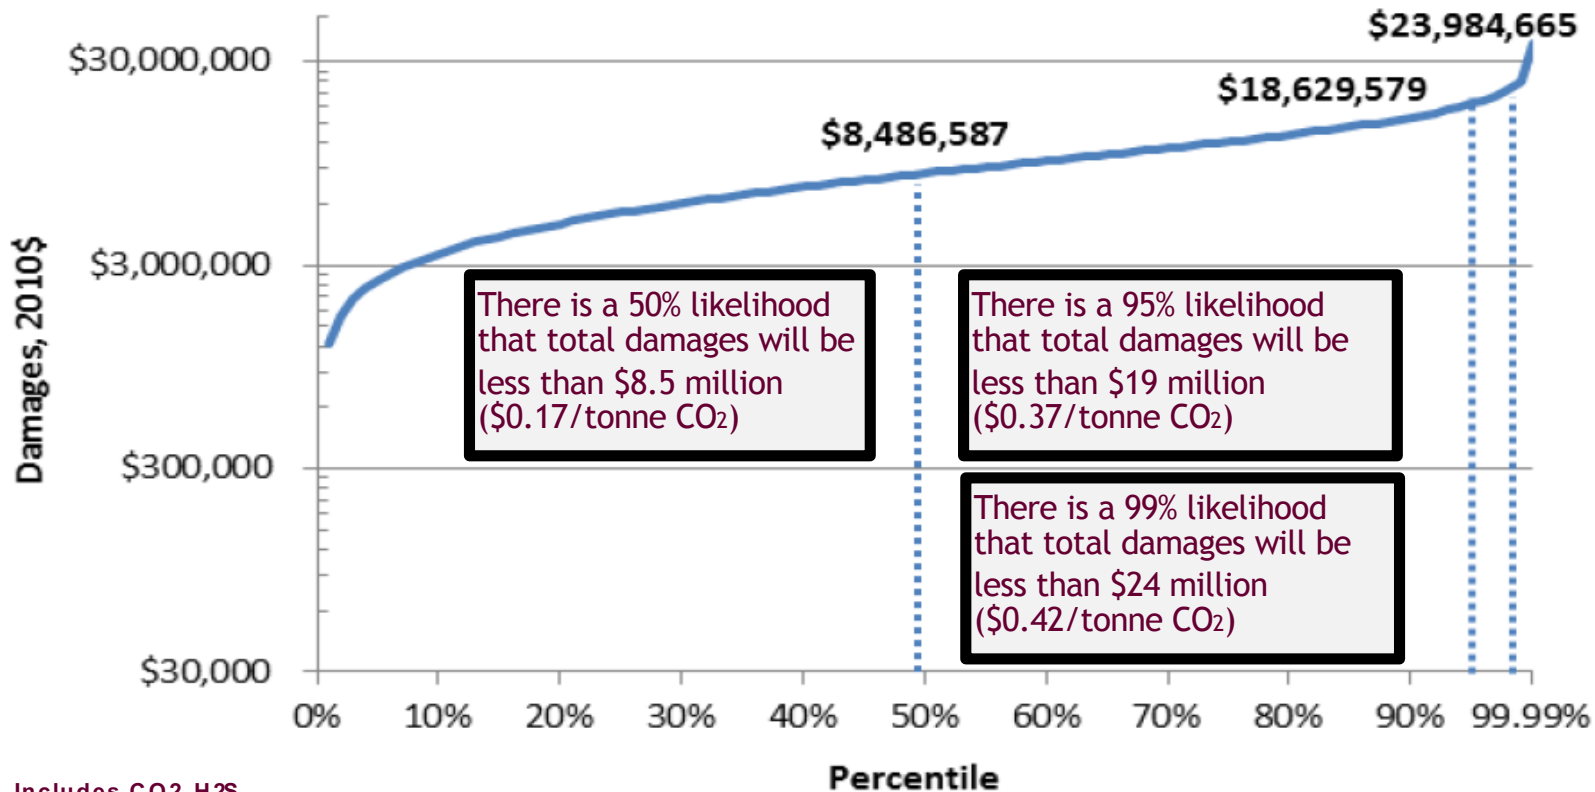 $23,984,665
$30,000,000
$18,629,579
$8,486,587
$3,000,000
Damages, 2010$
There is a 50% likelihood
that total damages will be
less than $8.5 million
($0.17/tonne CO2)
There is a 95% likelihood
that total damages will be
less than $19 million
($0.37/tonne CO2)
$300,000
There is a 99% likelihood
that total damages will be
less than $24 million
($0.42/tonne CO2)
$30,000
0% 10% 20% 30% 40% 50% 60% 70% 80% 90% 99.99%
Percentile
Includes CO2 H2S